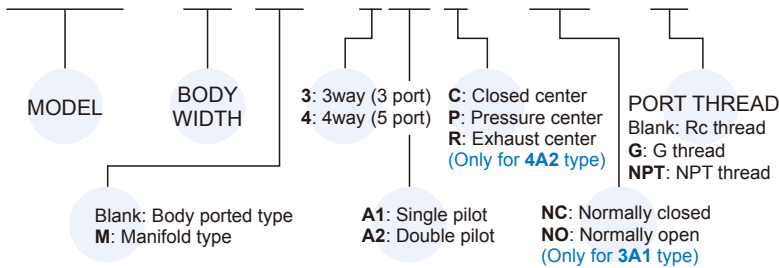 MODEL
BODY
WIDTH
3: 3way (3 port)
4: 4way (5 port)
C: Closed center
P: Pressure center
R: Exhaust center
(Only for 4A2 type)
PORT THREAD
Blank: Rc thread
G: G thread
NPT: NPT thread
Blank: Body ported type
M: Manifold type
A1: Single pilot
A2: Double pilot
NC: Normally closed
NO: Normally open
(Only for 3A1 type)